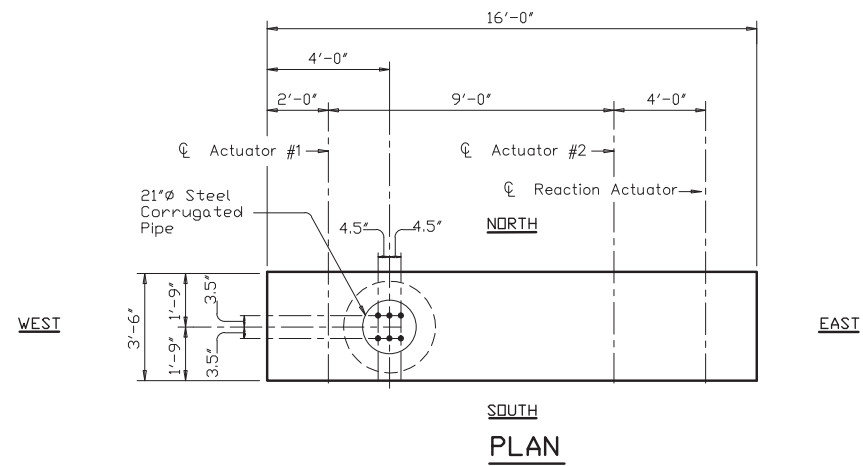 16'-0"
4'-0"
2'-0" 9'-0" 4'-0"
℄ Actuator #1 ℄ Actuator #2
℄ Reaction Actuator
21"Ø Steel
Corrugated
Pipe
4.5" 4.5"
NORTH
3'-6"
1'-9"
3.5"
1'-9"
3.5"
WEST
EAST
SOUTH
PLAN